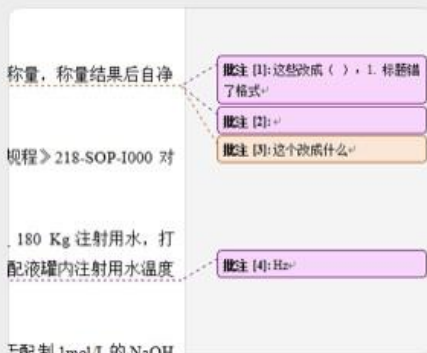 称量，称量结果后自净
规程》218-SOP-I000 对
180 Kg 注射用水，打
配液罐内注射用水温度
于配制 1mol/L 的 NaOH
批注 [1]: 这些改成（ ），1. 标题错
了格式
批注 [2]:
批注 [3]: 这个改成什么
批注 [4]: Hz